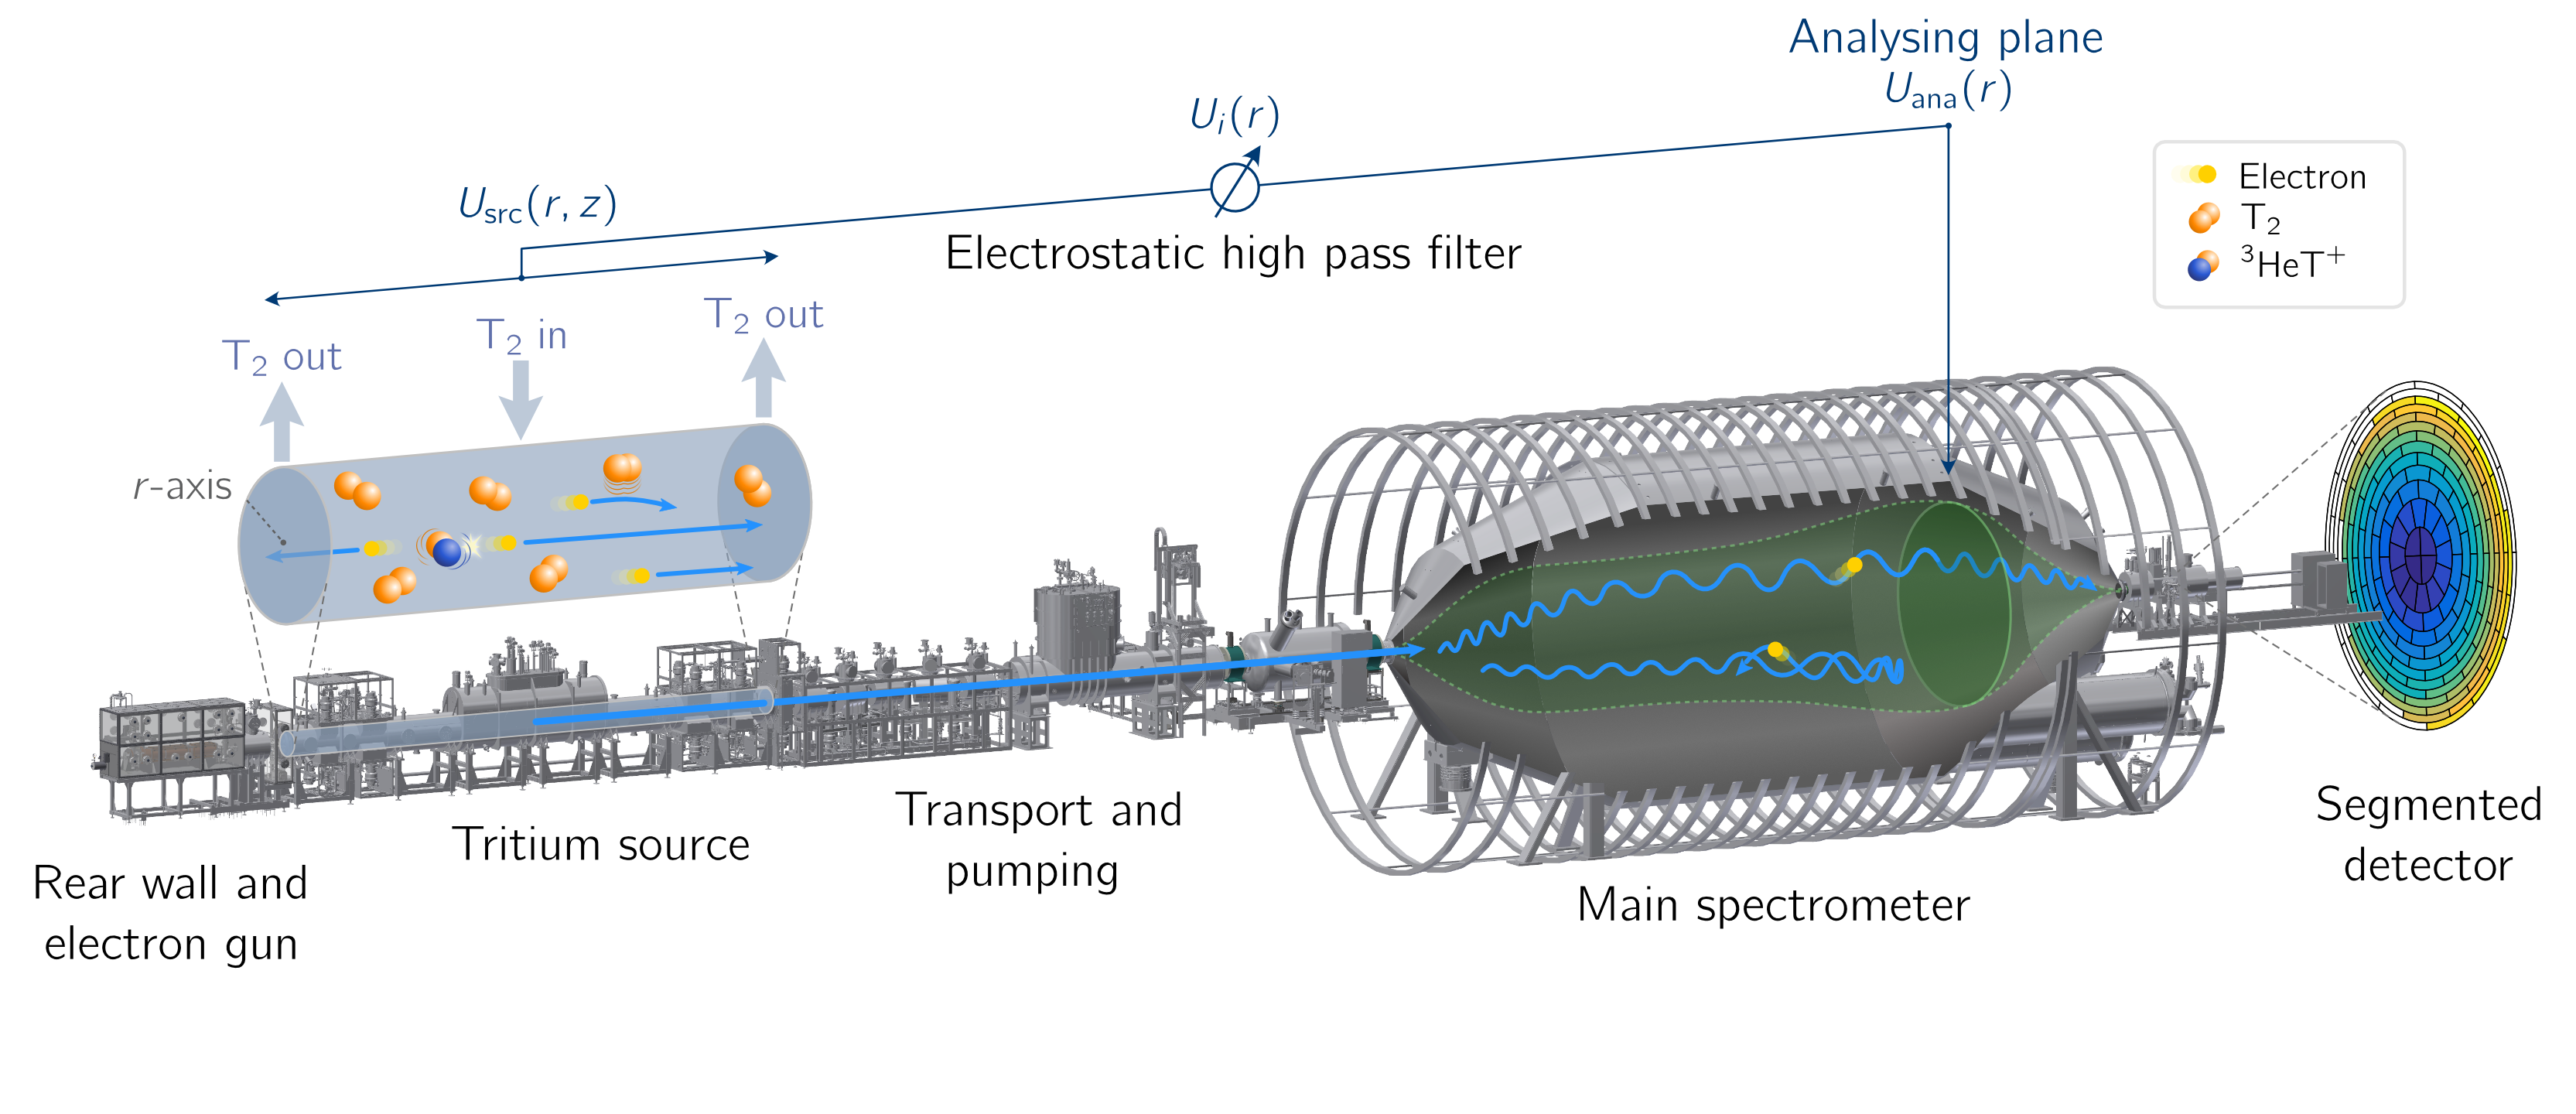 Analysing plane
U_ana(r)
U_i(r)
Electron
T₂
³HeT⁺
U_src(r, z)
Electrostatic high pass filter
T₂ out
T₂ in
T₂ out
r-axis
Transport and
pumping
Tritium source
Rear wall and
electron gun
Main spectrometer
Segmented
detector